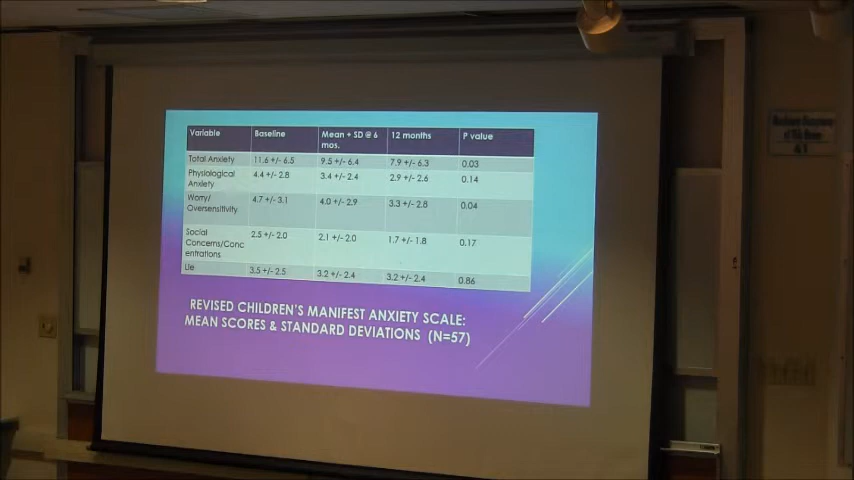 Variable Baseline Mean + SD @ 6 mos. 12 months P value
Total Anxiety 11.6 +/- 6.5 9.5 +/- 6.4 7.9 +/- 6.3 0.03
Physiological Anxiety 4.4 +/- 2.8 3.4 +/- 2.4 2.9 +/- 2.6 0.14
Worry/ Oversensitivity 4.7 +/- 3.1 4.0 +/- 2.9 3.3 +/- 2.8 0.04
Social Concerns/Conc entrations 2.5 +/- 2.0 2.1 +/- 2.0 1.7 +/- 1.8 0.17
Lie 3.5 +/- 2.5 3.2 +/- 2.4 3.2 +/- 2.4 0.86
REVISED CHILDREN'S MANIFEST ANXIETY SCALE:
MEAN SCORES & STANDARD DEVIATIONS (N=57)